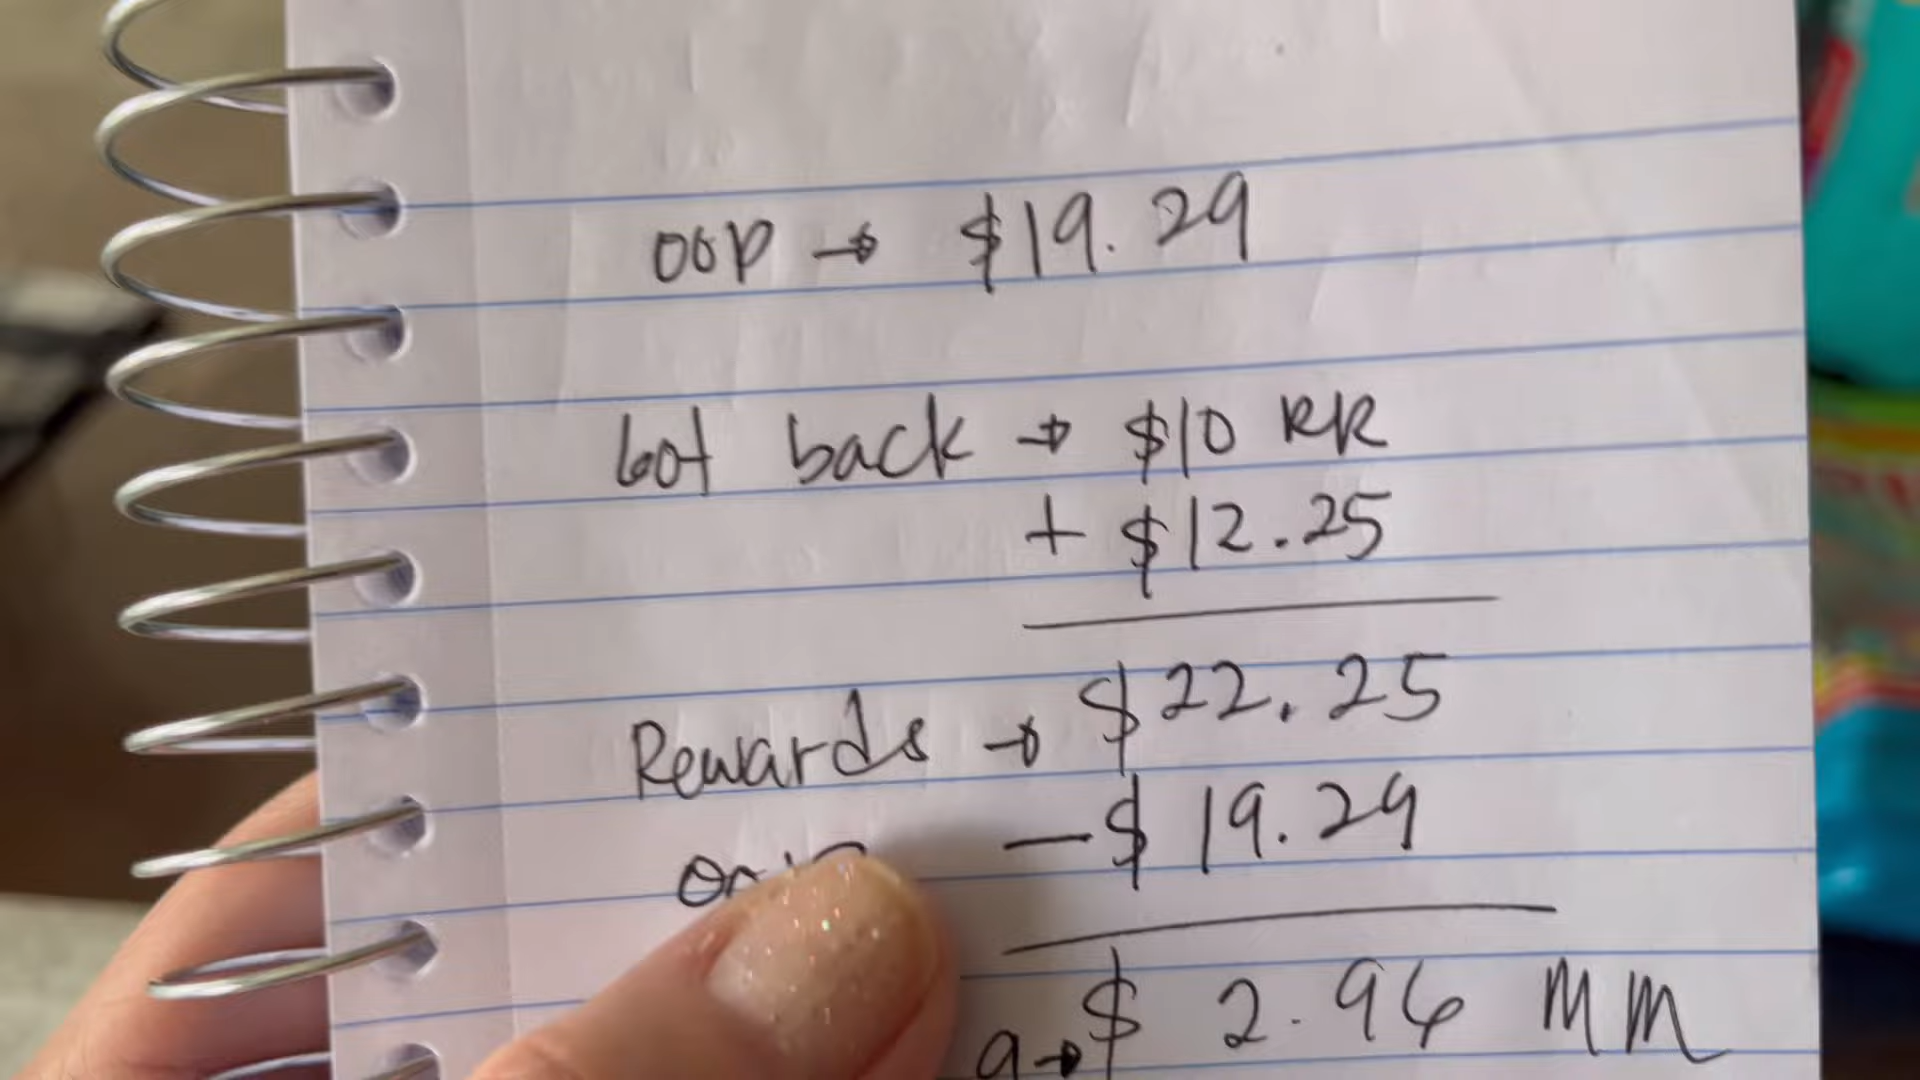 OOP → $19.29
Got back → $10 RR
+ $12.25
Rewards → $22.25
- $19.29
→ $ 2.96 MM